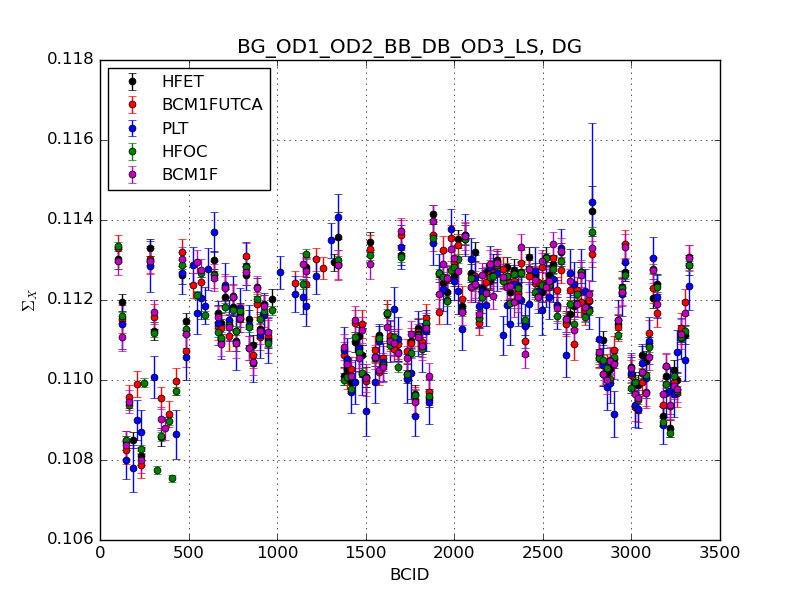 BG_OD1_OD2_BB_DB_OD3_LS, DG
0.118
0.116
0.114
0.112
0.110
0.108
0.106
Σ_X
HFET
BCM1FUTCA
PLT
HFOC
BCM1F
0 500 1000 1500 2000 2500 3000 3500
BCID